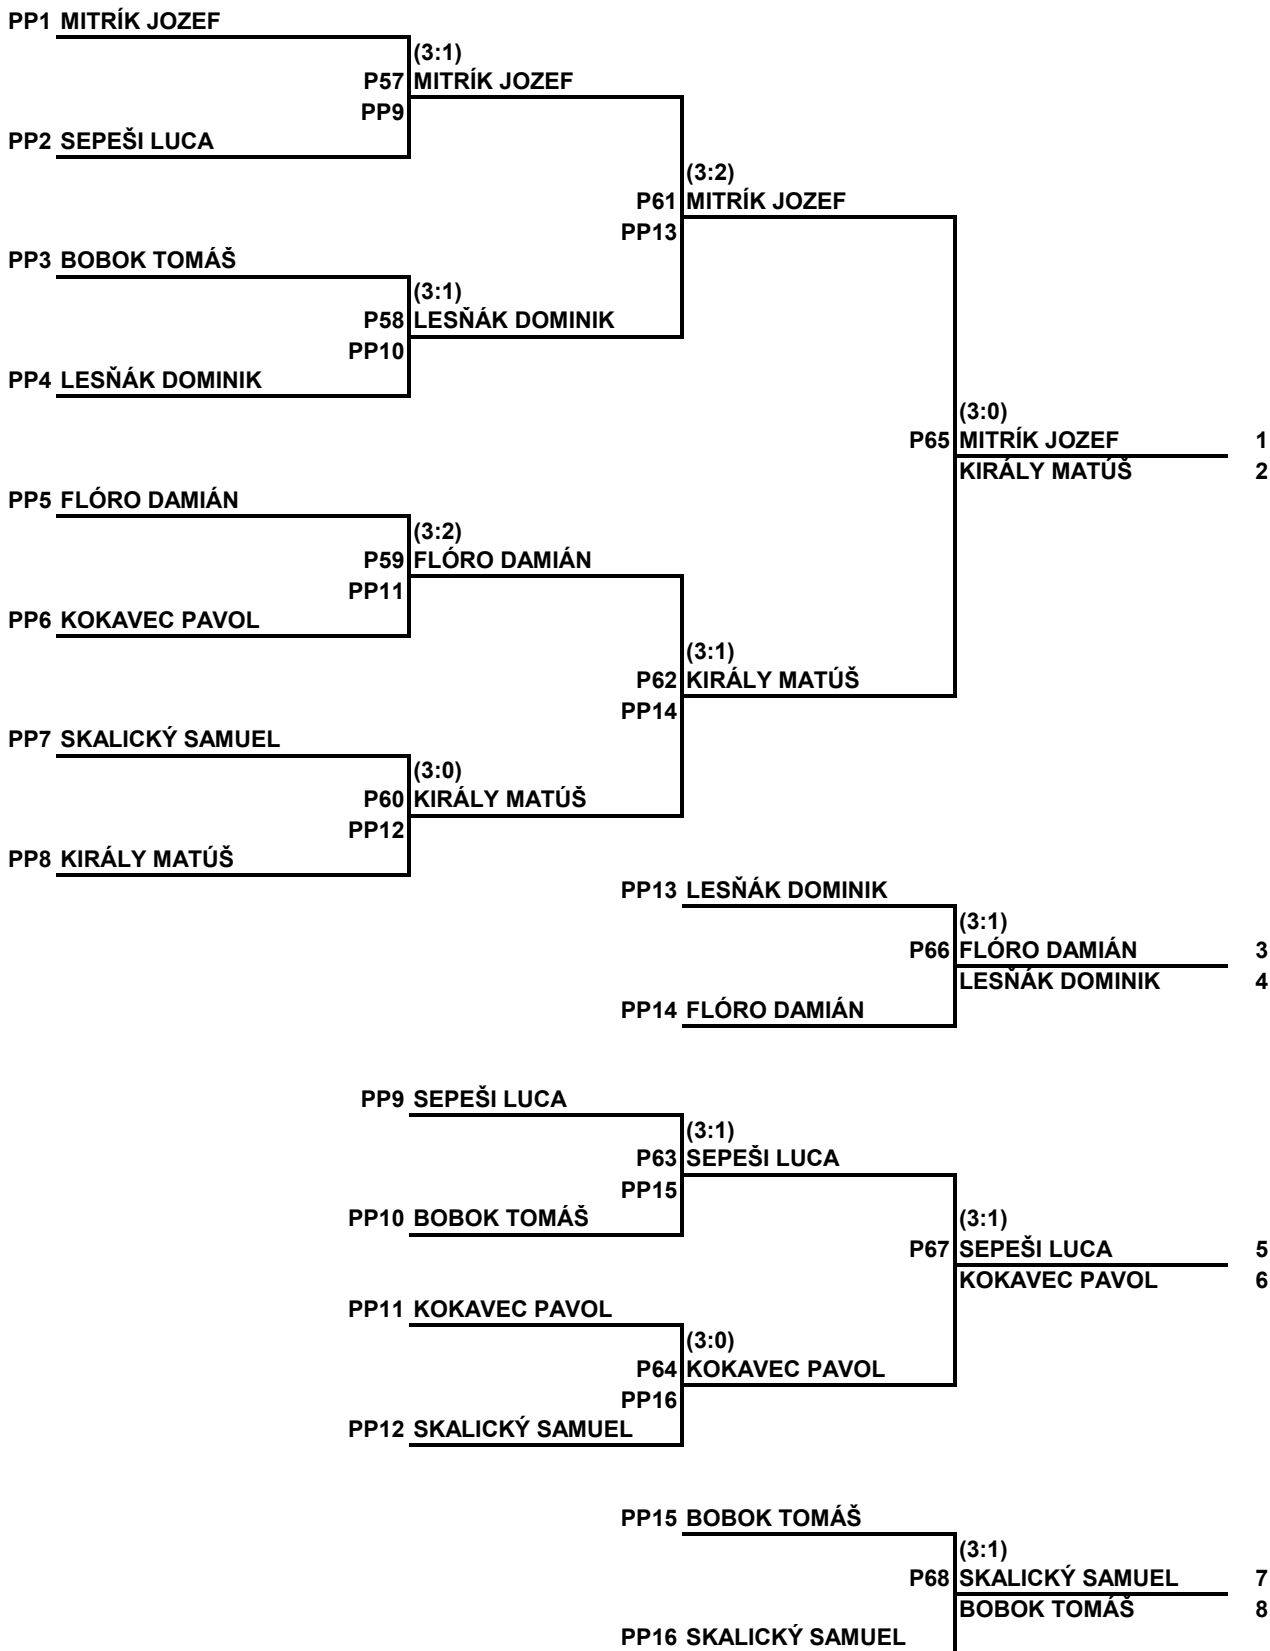 PP1 MITRÍK JOZEF
(3:1)
P57 MITRÍK JOZEF
PP9
PP2 SEPEŠI LUCA
(3:2)
P61 MITRÍK JOZEF
PP13
PP3 BOBOK TOMÁŠ
(3:1)
P58 LESŇÁK DOMINIK
PP10
PP4 LESŇÁK DOMINIK
(3:0)
P65 MITRÍK JOZEF 1
KIRÁLY MATÚŠ 2
PP5 FLÓRO DAMIÁN
(3:2)
P59 FLÓRO DAMIÁN
PP11
PP6 KOKAVEC PAVOL
(3:1)
P62 KIRÁLY MATÚŠ
PP14
PP7 SKALICKÝ SAMUEL
(3:0)
P60 KIRÁLY MATÚŠ
PP12
PP8 KIRÁLY MATÚŠ
PP13 LESŇÁK DOMINIK
(3:1)
P66 FLÓRO DAMIÁN 3
LESŇÁK DOMINIK 4
PP14 FLÓRO DAMIÁN
PP9 SEPEŠI LUCA
(3:1)
P63 SEPEŠI LUCA
PP15
PP10 BOBOK TOMÁŠ
(3:1)
P67 SEPEŠI LUCA 5
KOKAVEC PAVOL 6
PP11 KOKAVEC PAVOL
(3:0)
P64 KOKAVEC PAVOL
PP16
PP12 SKALICKÝ SAMUEL
PP15 BOBOK TOMÁŠ
(3:1)
P68 SKALICKÝ SAMUEL 7
BOBOK TOMÁŠ 8
PP16 SKALICKÝ SAMUEL